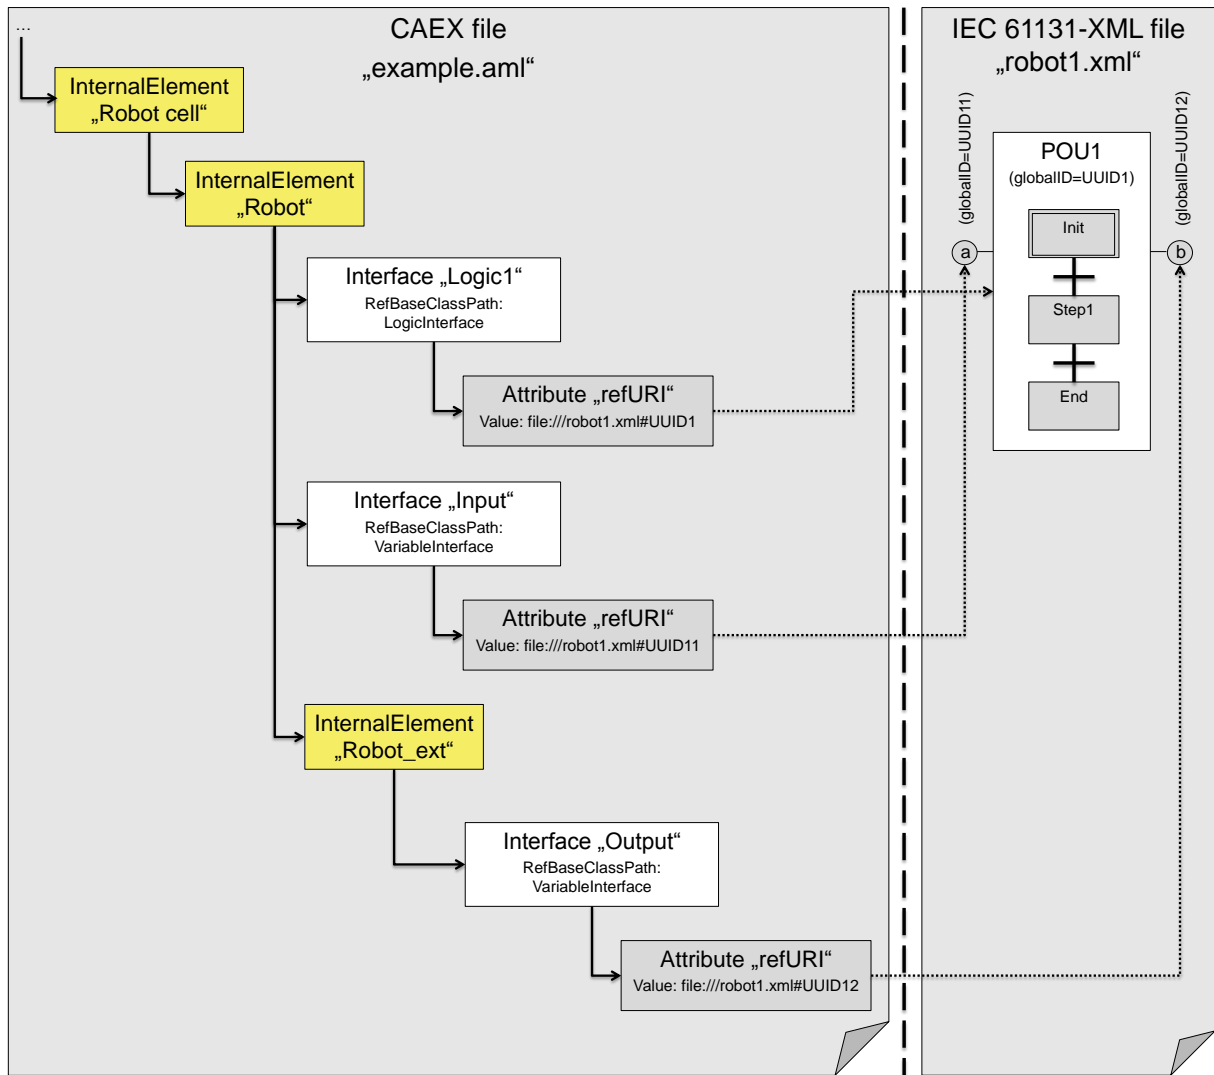 ...
CAEX file
„example.aml“
InternalElement
„Robot cell“
InternalElement
„Robot“
Interface „Logic1“
RefBaseClassPath:
LogicInterface
Attribute „refURI“
Value: file:///robot1.xml#UUID1
Interface „Input“
RefBaseClassPath:
VariableInterface
Attribute „refURI“
Value: file:///robot1.xml#UUID11
InternalElement
„Robot_ext“
Interface „Output“
RefBaseClassPath:
VariableInterface
Attribute „refURI“
Value: file:///robot1.xml#UUID12
IEC 61131-XML file
„robot1.xml“
(globalID=UUID11)
(globalID=UUID12)
POU1
(globalID=UUID1)
a
b
Init
Step1
End